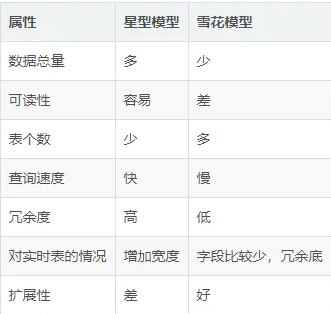 属性 星型模型 雪花模型
数据总量 多 少
可读性 容易 差
表个数 少 多
查询速度 快 慢
冗余度 高 低
对实时表的情况 增加宽度 字段比较少，冗余底
扩展性 差 好